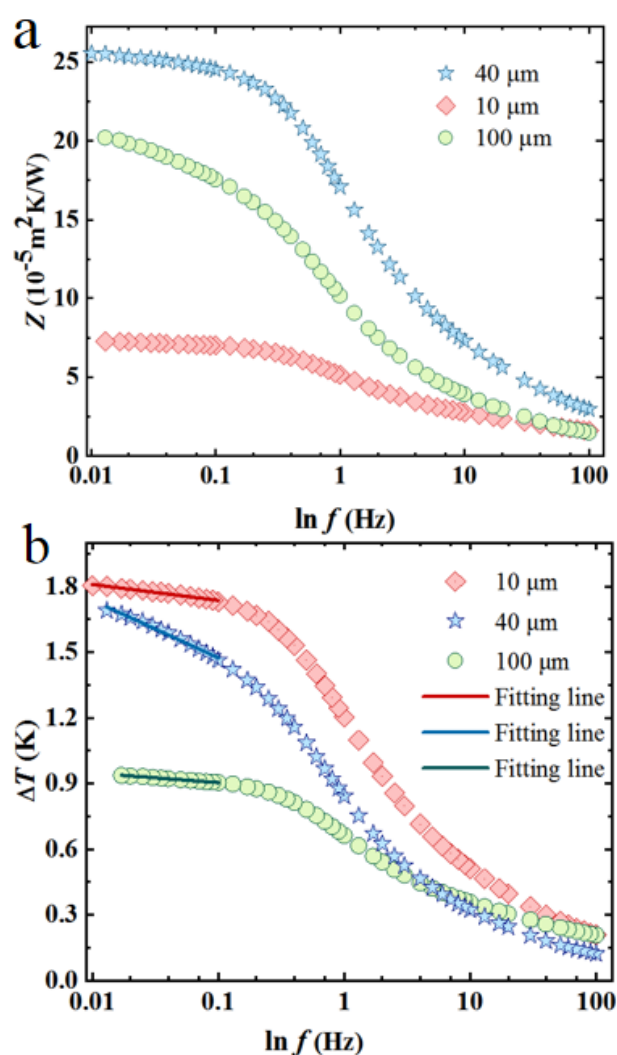 a
25
20
15
10
5
0
Z (10⁻⁵m²K/W)
40 μm
10 μm
100 μm
0.01 0.1 1 10 100
ln f (Hz)
b
1.8
1.5
1.2
0.9
0.6
0.3
0.0
ΔT (K)
10 μm
40 μm
100 μm
Fitting line
Fitting line
Fitting line
0.01 0.1 1 10 100
ln f (Hz)